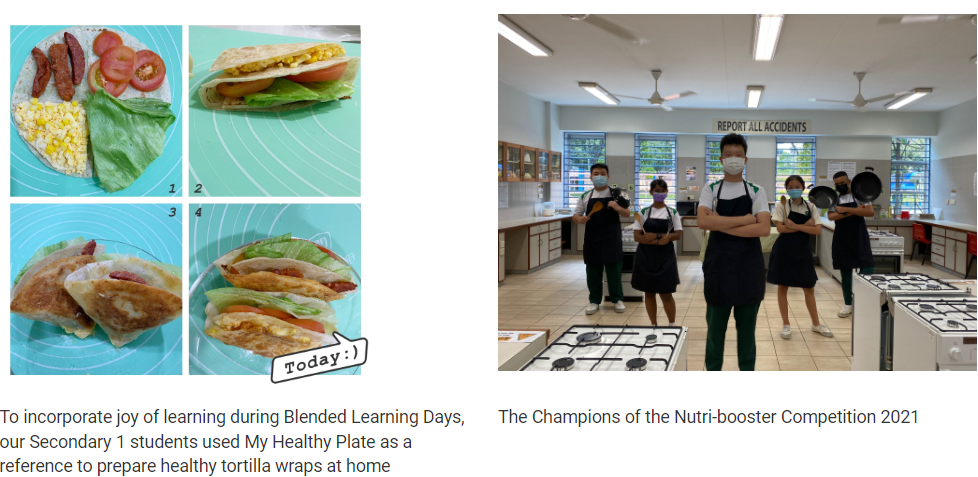 1
2
3
4
Today:)
REPORT ALL ACCIDENTS
To incorporate joy of learning during Blended Learning Days,
our Secondary 1 students used My Healthy Plate as a
reference to prepare healthy tortilla wraps at home
The Champions of the Nutri-booster Competition 2021